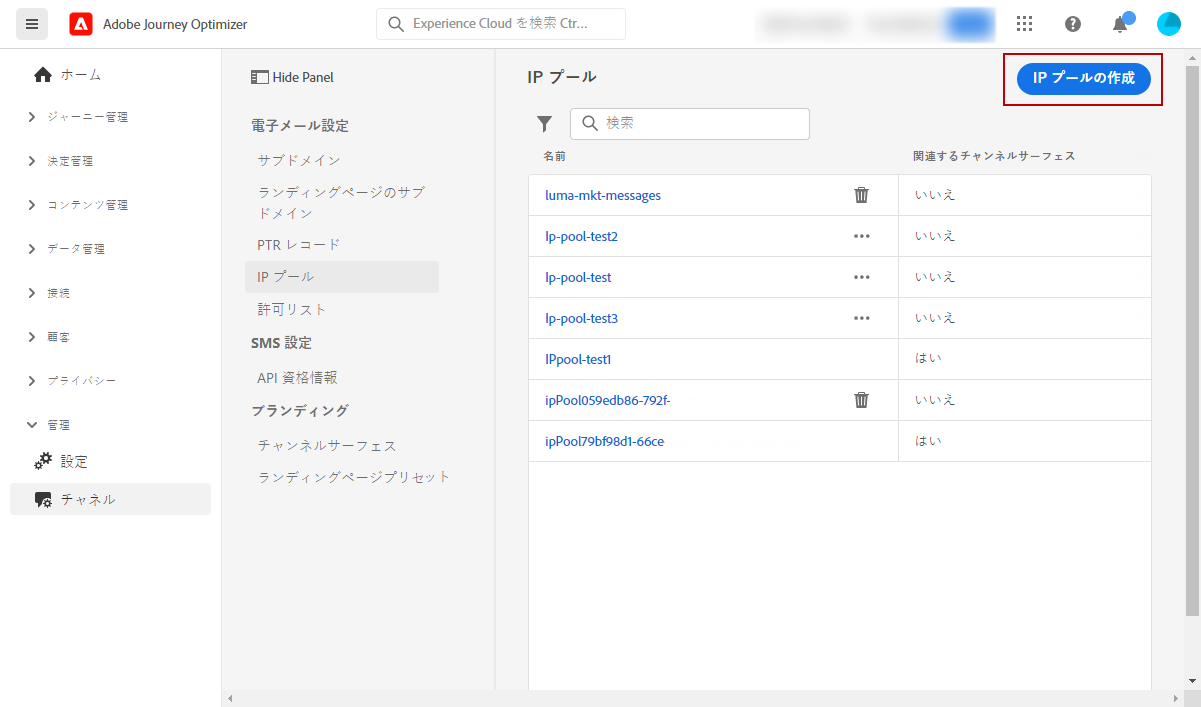 Adobe Journey Optimizer
Experience Cloud を検索 Ctr...
ホーム
ジャーニー管理
決定管理
コンテンツ管理
データ管理
接続
顧客
プライバシー
管理
設定
チャネル
Hide Panel
電子メール設定
サブドメイン
ランディングページのサブ
ドメイン
PTR レコード
IP プール
許可リスト
SMS 設定
API 資格情報
ブランディング
チャンネルサーフェス
ランディングページプリセット
IP プール
IP プールの作成
検索
名前 関連するチャンネルサーフェス
luma-mkt-messages いいえ
Ip-pool-test2 いいえ
Ip-pool-test いいえ
Ip-pool-test3 いいえ
IPpool-test1 はい
ipPool059edb86-792f- いいえ
ipPool79bf98d1-66ce はい